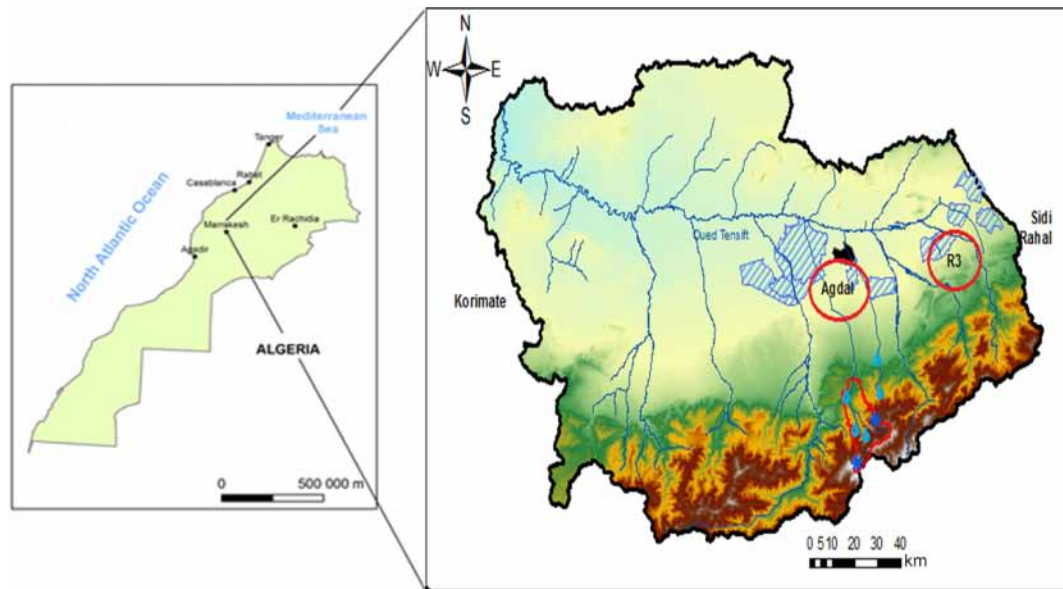 Mediterranean
Sea
Tanger
Rabat
Casablanca
North Atlantic Ocean
Marrakesh
Er Rachidia
Agadir
ALGERIA
0 500 000 m
N
W E
S
Oued Tensift
Sidi
Rahal
R3
Agdal
Korimate
0 5 10 20 30 40
km